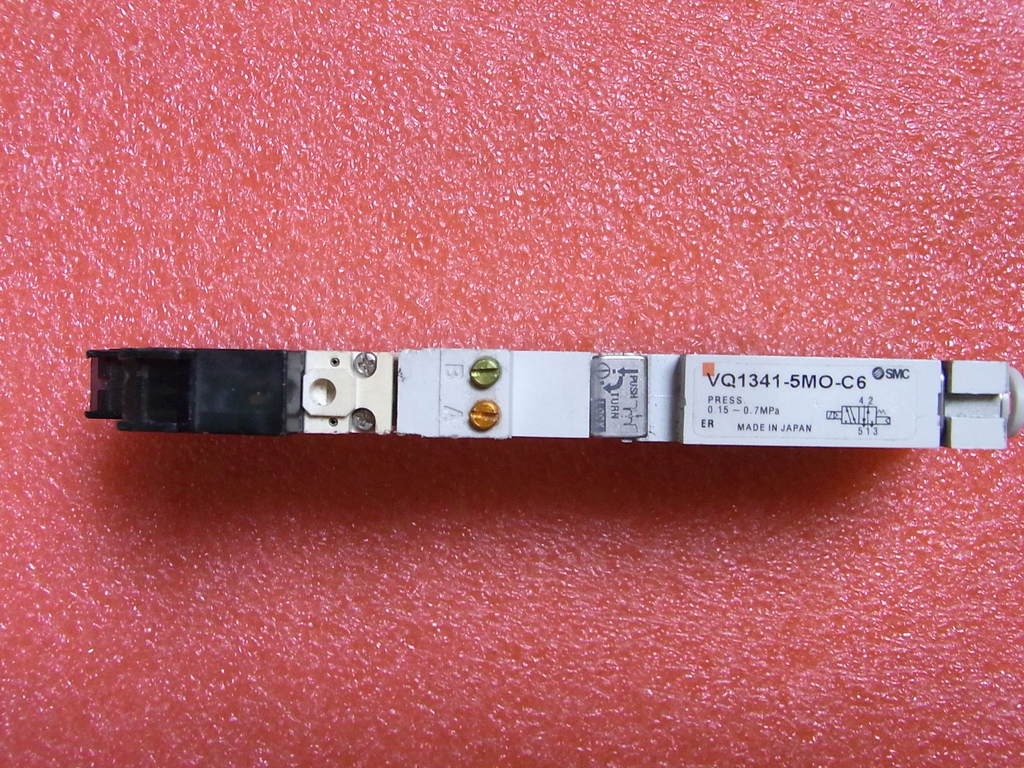 B
A
PUSH
TURN
VQ1341-5MO-C6
SMC
PRESS.
0.15 ~ 0.7MPa
ER MADE IN JAPAN
4 2
5 1 3